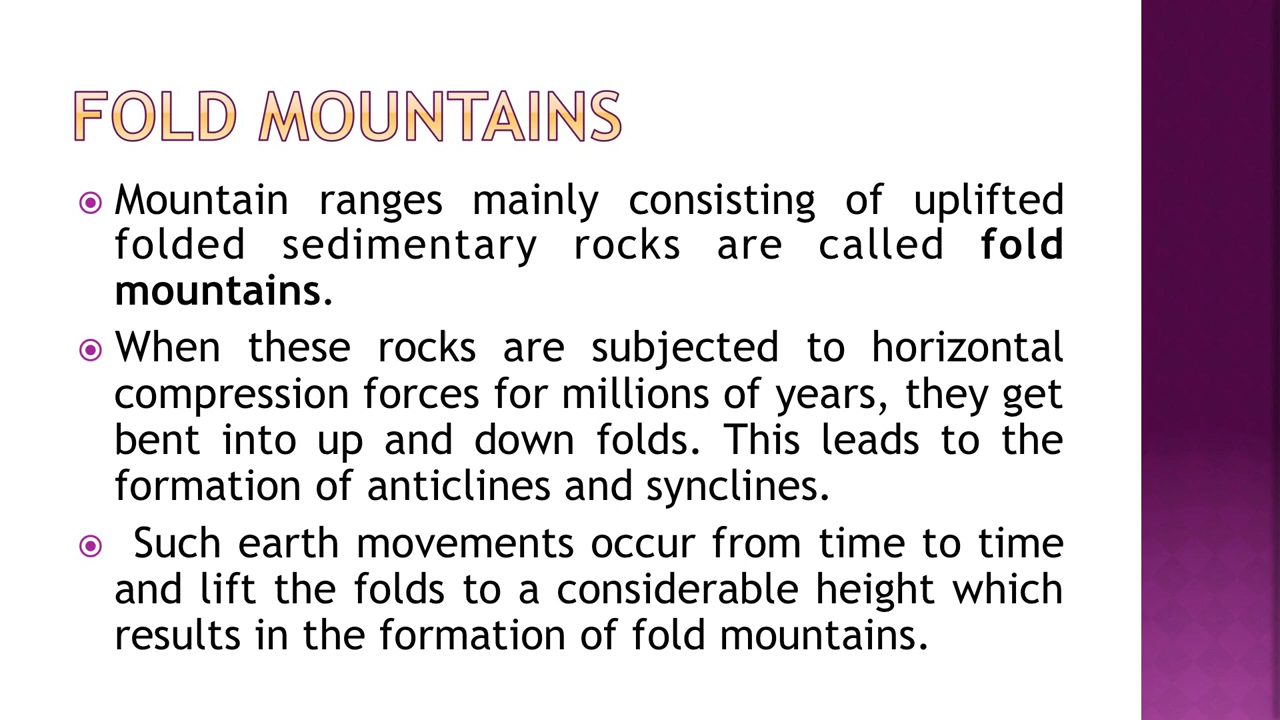 FOLD MOUNTAINS
Mountain ranges mainly consisting of uplifted
folded sedimentary rocks are called fold
mountains.
When these rocks are subjected to horizontal
compression forces for millions of years, they get
bent into up and down folds. This leads to the
formation of anticlines and synclines.
Such earth movements occur from time to time
and lift the folds to a considerable height which
results in the formation of fold mountains.